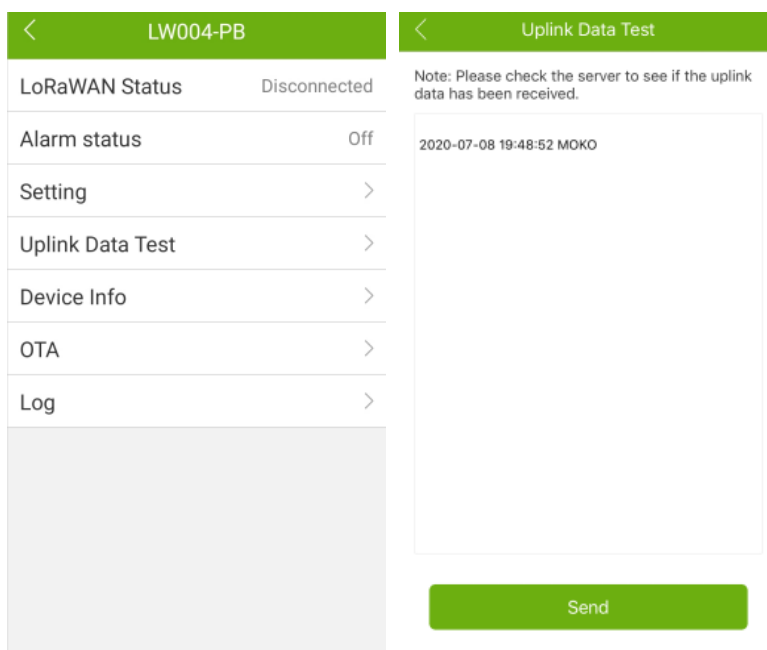 LW004-PB
LoRaWAN Status Disconnected
Alarm status Off
Setting
Uplink Data Test
Device Info
OTA
Log
Uplink Data Test
Note: Please check the server to see if the uplink
data has been received.
2020-07-08 19:48:52 MOKO
Send